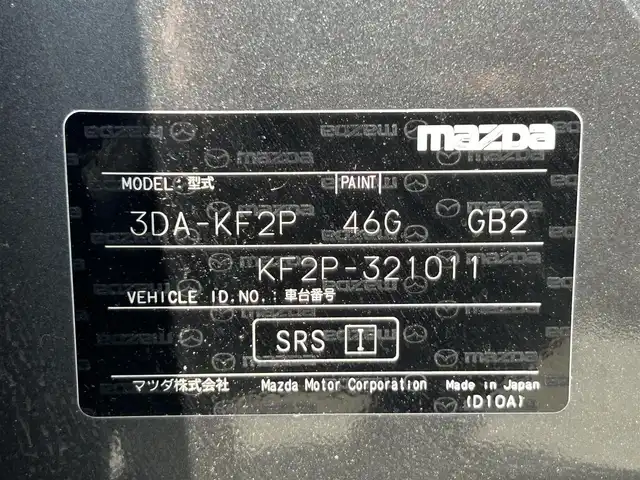 mazda
MODEL:型式 PAINT
3DA-KF2P 46G GB2
KF2P-321011
VEHICLE ID.NO.:車台番号
SRS I
マツダ株式会社 Mazda Motor Corporation Made in Japan
(D10A)